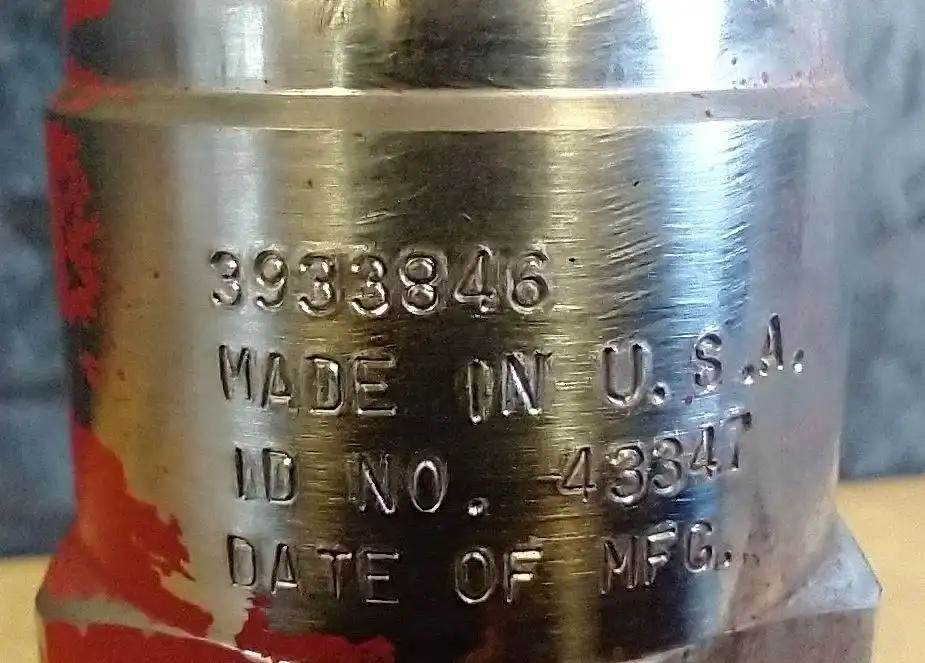 3933846
MADE IN U.S.A.
ID NO. 43347
DATE OF MFG.